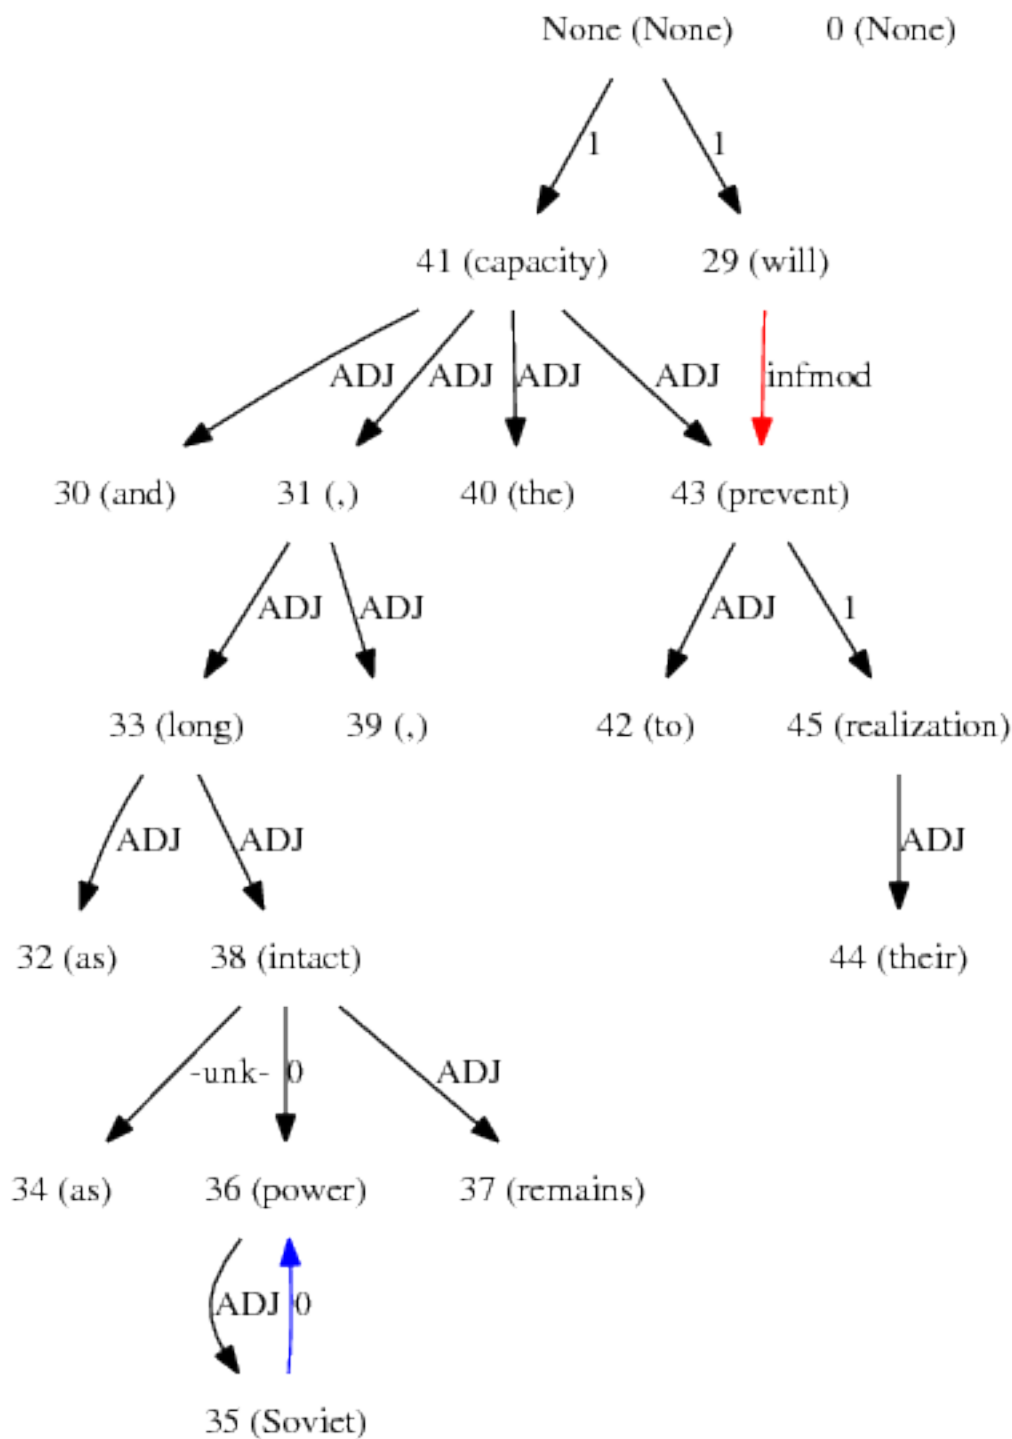 None (None) 0 (None)
1 1
41 (capacity) 29 (will)
ADJ ADJ ADJ ADJ infmod
30 (and) 31 (,) 40 (the) 43 (prevent)
ADJ ADJ ADJ 1
33 (long) 39 (,) 42 (to) 45 (realization)
ADJ ADJ ADJ
32 (as) 38 (intact) 44 (their)
-unk- 0 ADJ
34 (as) 36 (power) 37 (remains)
ADJ 0
35 (Soviet)